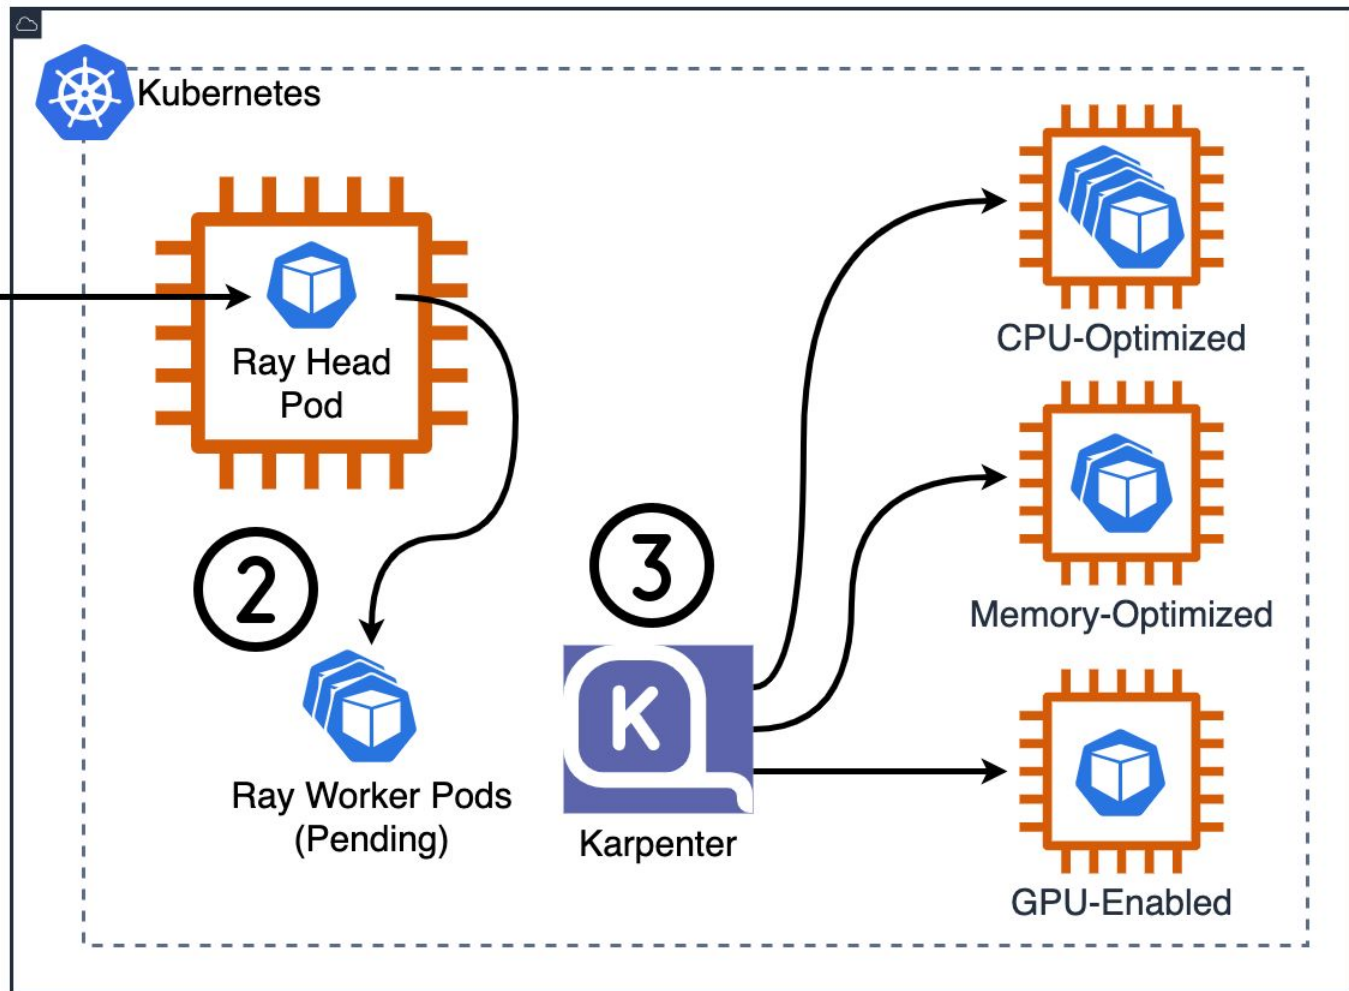 Kubernetes
Ray Head
Pod
2
Ray Worker Pods
(Pending)
3
K
Karpenter
CPU-Optimized
Memory-Optimized
GPU-Enabled